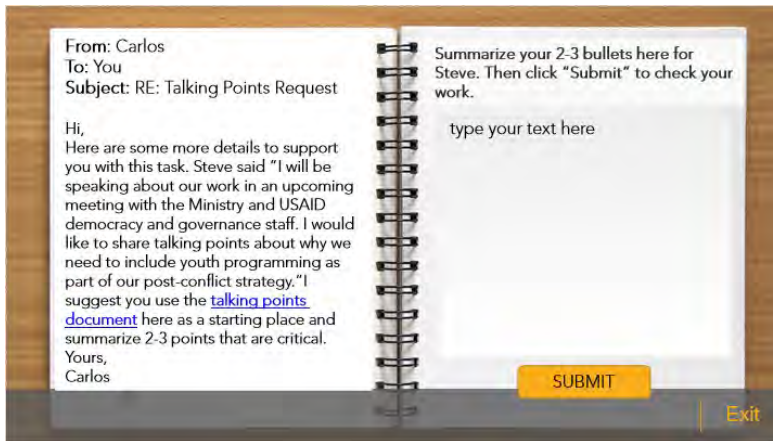 From: Carlos
To: You
Subject: RE: Talking Points Request
Hi,
Here are some more details to support
you with this task. Steve said “I will be
speaking about our work in an upcoming
meeting with the Ministry and USAID
democracy and governance staff. I would
like to share talking points about why we
need to include youth programming as
part of our post-conflict strategy.“I
suggest you use the talking points
document here as a starting place and
summarize 2-3 points that are critical.
Yours,
Carlos
Summarize your 2-3 bullets here for
Steve. Then click “Submit“ to check your
work.
type your text here
SUBMIT
Exit